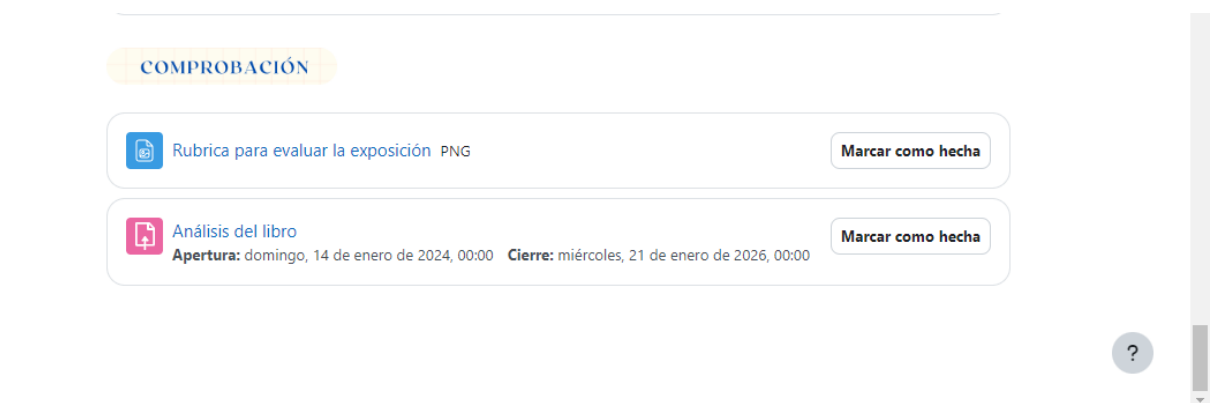 COMPROBACIÓN
Rubrica para evaluar la exposición PNG
Marcar como hecha
Análisis del libro
Marcar como hecha
Apertura: domingo, 14 de enero de 2024, 00:00 Cierre: miércoles, 21 de enero de 2026, 00:00
?